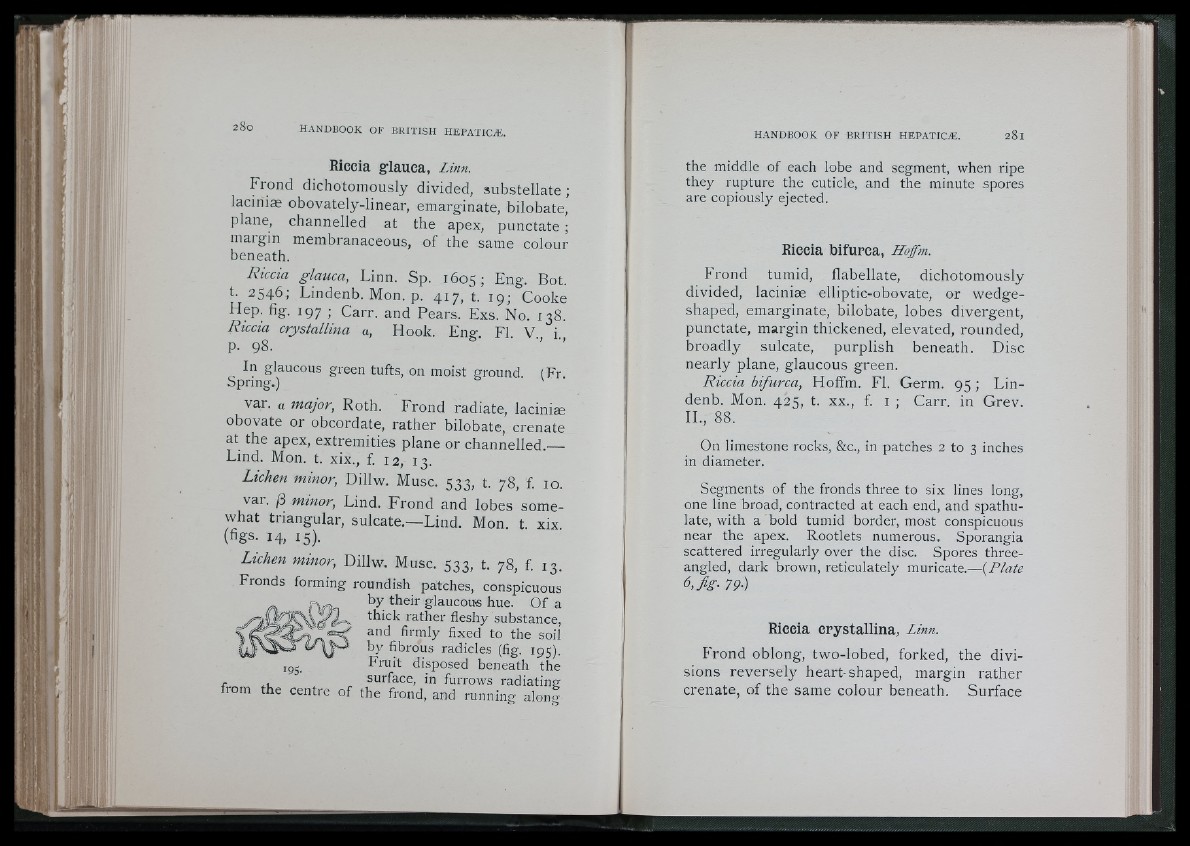 280 HANDBOOK OF BRITISH HEPATICÆ.
Riccia glauca, Linn.
Frond dichotomously divided, substellate ;
laciniæ obovately-linear, emarginate, bilobate,
plane, channelled at the apex, punctate ;
margin membranaceous, of the same colour
beneath.
Riccia glauca, Linn. Sp. 1605 ; Eng. Bot.
t. 2546; Lindenb. Mon. p. 417, t. 19; Cooke
Hep. fig. 197 ; Carr. and Pears. Exs. No. 138.
Riccia crystallina α, Hook. Eng. Fl. V., i.,
p. 98.
In glaucous green tufts, on moist ground. (Fr.
Spring.)
var. α major, Roth. Frond radiate, laciniæ
obovate or obcordate, rather bilobate, crenate
at the apex, extremities plane or channelled.—
Lind. Mon. t. xix., f. 12, 13.
Lichen minor, Dillw. Musc. 533, t. 78, f. 10.
var. β minor, Lind. Frond and lobes some-
what triangular, sulcate.—Lind. Mon. t. xix.
(figs. 14, 15).
Lichen minor, Dillw. Musc. 533, t. 78, f. 13.
Fronds forming roundish patches, conspicuous
by their glaucous hue. Of a
thick rather fleshy substance,
and firmly fixed to the soil
by fibrous radicles (fig. 195).
Fruit disposed beneath the
195.
surface, in furrows radiating
from the centre of the frond, and running along
HANDBOOK OF BRITISH HEPATICÆ. 281
the middle of each lobe and segment, when ripe
they rupture the cuticle, and the minute spores
are copiously ejected.
Riccia bifurca, Hoffm.
Frond tumid, flabellate, dichotomously
divided, laciniæ elliptic-obovate, or wedge-
shaped, emarginate, bilobate, lobes divergent,
punctate, margin thickened, elevated, rounded,
broadly sulcate, purplish beneath. Disc
nearly plane, glaucous green.
Riccia bifurca, Hoffm. Fl. Germ. 95 ; Lin-
denb. Mon. 425, t. xx., f. 1 ; Carr. in Grev.
II., 88.
On limestone rocks, &c., in patches 2 to 3 inches
in diameter.
Segments of the fronds three to six lines long,
one line broad, contracted at each end, and spathu-
late, with a bold tumid border, most conspicuous
near the apex. Rootlets numerous. Sporangia
scattered irregularly over the disc. Spores three-
angled, dark brown, reticulately muricate.—(Plate
6, fig. 79.)
Riccia crystallina, Linn.
Frond oblong, two-lobed, forked, the divi-
sions reversely heart-shaped, margin rather
crenate, of the same colour beneath. Surface